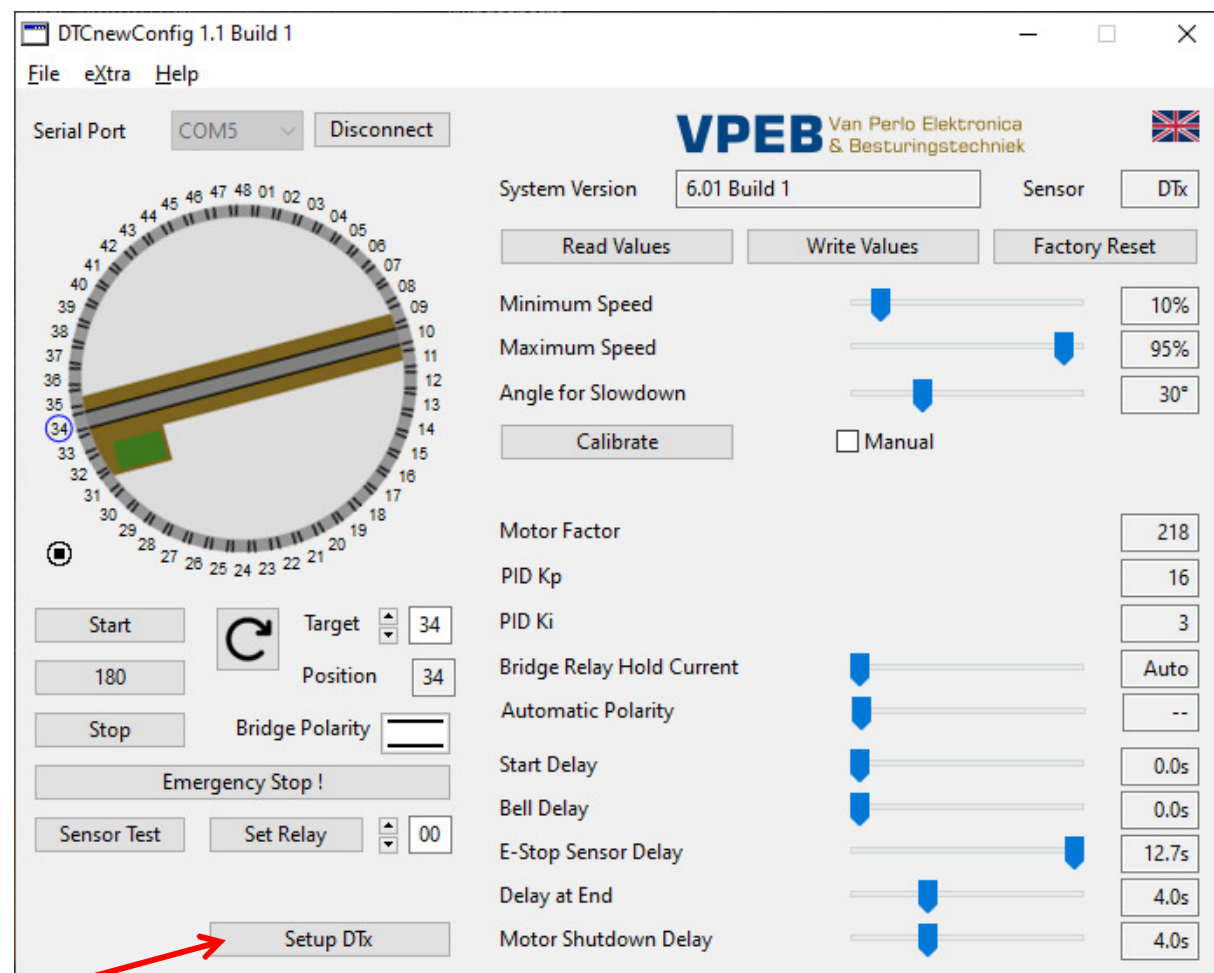 DTCnewConfig 1.1 Build 1
File eXtra Help
Serial Port COM5 Disconnect
VPEB Van Perlo Elektronica
& Besturingstechniek
System Version 6.01 Build 1 Sensor DTx
Read Values Write Values Factory Reset
Minimum Speed 10%
Maximum Speed 95%
Angle for Slowdown 30°
Calibrate Manual
Motor Factor 218
PID Kp 16
PID Ki 3
Bridge Relay Hold Current Auto
Automatic Polarity --
Start Delay 0.0s
Bell Delay 0.0s
E-Stop Sensor Delay 12.7s
Delay at End 4.0s
Motor Shutdown Delay 4.0s
01 02 03 04 05 06 07 08 09 10 11 12 13 14 15 16 17 18 19 20 21 22 23 24 25 26 27 28 29 30 31 32 33 34 35 36 37 38 39 40 41 42 43 44 45 46 47 48
Start Target 34
180 Position 34
Stop Bridge Polarity
Emergency Stop !
Sensor Test Set Relay 00
Setup DTx